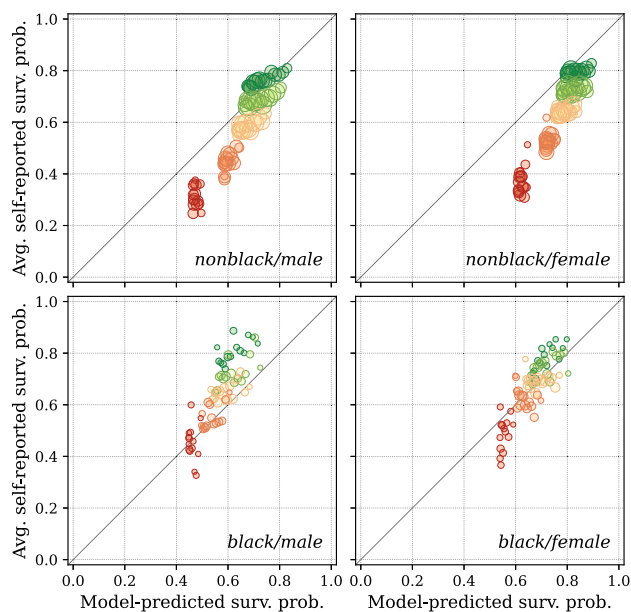 1.0
0.8
0.6
0.4
0.2
0.0
Avg. self-reported surv. prob.
nonblack/male
nonblack/female
1.0
0.8
0.6
0.4
0.2
0.0
Avg. self-reported surv. prob.
black/male
black/female
0.0 0.2 0.4 0.6 0.8 1.0
0.0 0.2 0.4 0.6 0.8 1.0
Model-predicted surv. prob.
Model-predicted surv. prob.